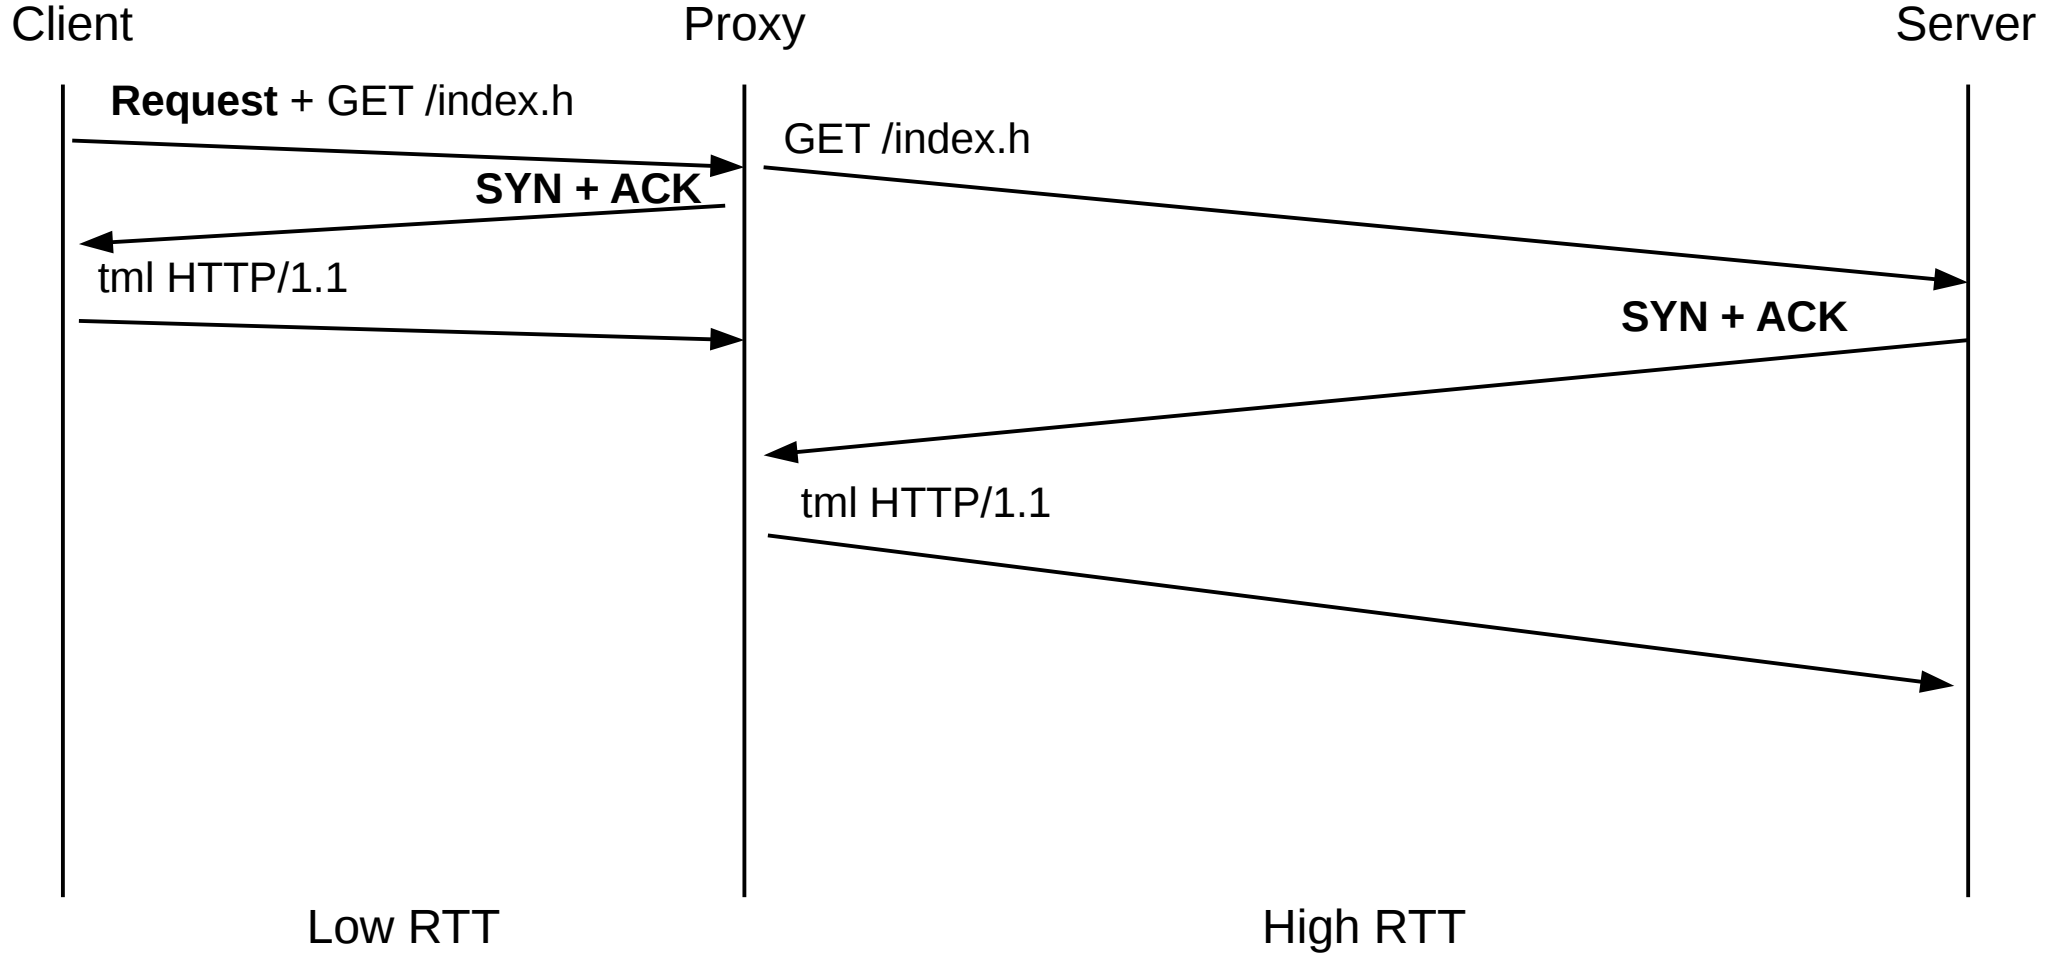 Client
Proxy
Server
Request + GET /index.h
GET /index.h
SYN + ACK
tml HTTP/1.1
SYN + ACK
tml HTTP/1.1
Low RTT
High RTT